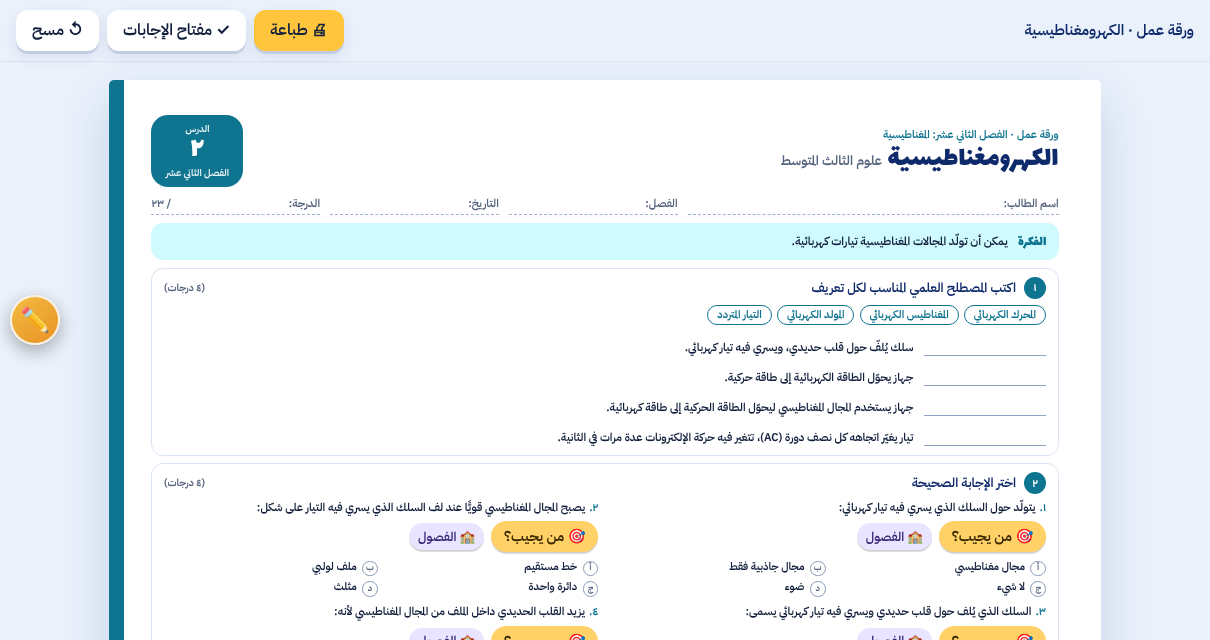 ورقة عمل · الكهرومغناطيسية
طباعة
✓ مفتاح الإجابات
مسح
ورقة عمل · الفصل الثاني عشر: المغناطيسية
الكهرومغناطيسية علوم الثالث المتوسط
الدرس
٢
الفصل الثاني عشر
اسم الطالب:
الفصل:
التاريخ:
الدرجة: / ٢٣
الفكرة يمكن أن تولّد المجالات المغناطيسية تيارات كهربائية.
١ اكتب المصطلح العلمي المناسب لكل تعريف (٤ درجات)
المحرك الكهربائي المغناطيس الكهربائي المولد الكهربائي التيار المتردد
سلك يُلفّ حول قلب حديدي، ويسري فيه تيار كهربائي.
جهاز يحوّل الطاقة الكهربائية إلى طاقة حركية.
جهاز يستخدم المجال المغناطيسي ليحوّل الطاقة الحركية إلى طاقة كهربائية.
تيار يغيّر اتجاهه كل نصف دورة (AC)، تتغير فيه حركة الإلكترونات عدة مرات في الثانية.
٢ اختر الإجابة الصحيحة (٤ درجات)
١. يتولّد حول السلك الذي يسري فيه تيار كهربائي:
من يجيب؟ الفصول
أ مجال مغناطيسي ب مجال جاذبية فقط
ج لا شيء د ضوء
٢. يصبح المجال المغناطيسي قويًّا عند لف السلك الذي يسري فيه التيار على شكل:
من يجيب؟ الفصول
أ خط مستقيم ب ملف لولبي
ج دائرة واحدة د مثلث
٣. السلك الذي يُلف حول قلب حديدي ويسري فيه تيار كهربائي يسمى:
من يجيب؟ الفصول
٤. يزيد القلب الحديدي داخل الملف من المجال المغناطيسي لأنه:
من يجيب؟ الفصول